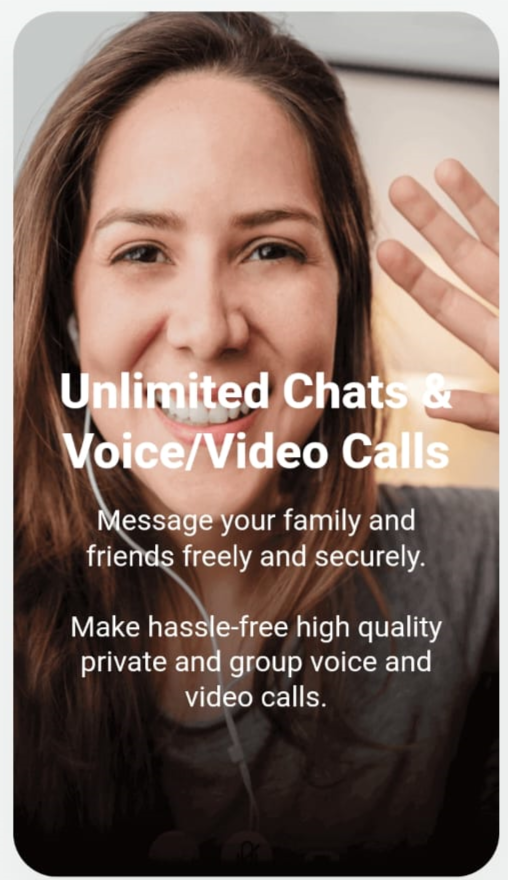 Unlimited Chats &
Voice/Video Calls
Message your family and
friends freely and securely.
Make hassle-free high quality
private and group voice and
video calls.